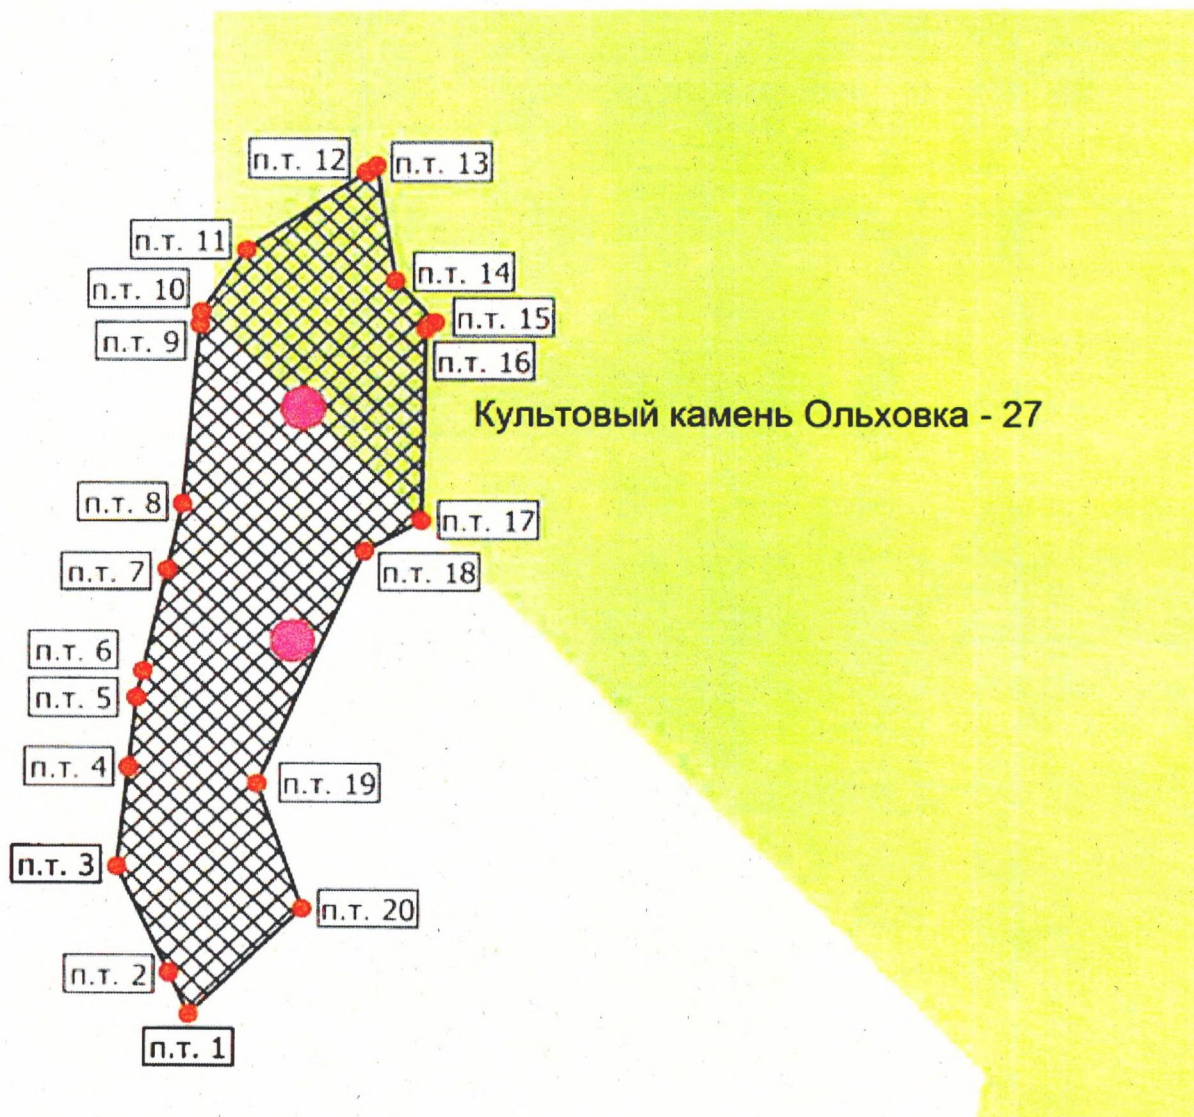 п.т. 12
п.т. 13
п.т. 11
п.т. 14
п.т. 10
п.т. 15
п.т. 9
п.т. 16
Культовый камень Ольховка - 27
п.т. 8
п.т. 17
п.т. 7
п.т. 18
п.т. 6
п.т. 5
п.т. 4
п.т. 19
п.т. 3
п.т. 20
п.т. 2
п.т. 1